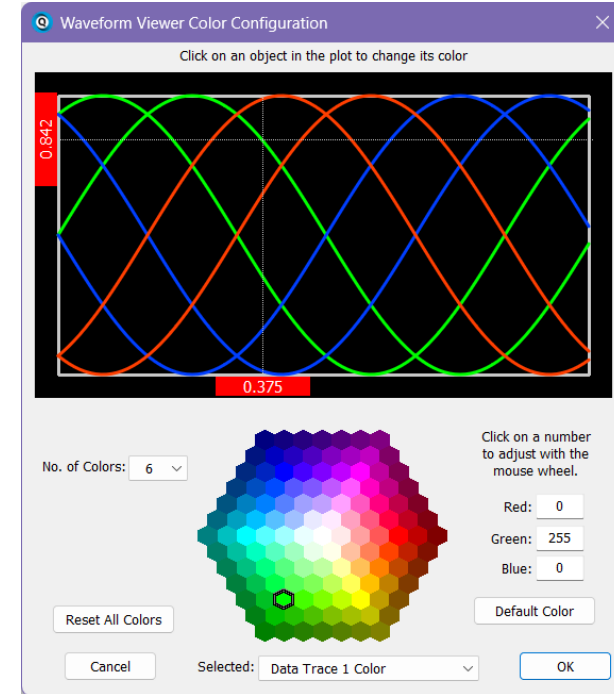 Waveform Viewer Color Configuration
Click on an object in the plot to change its color
0.842
0.375
Click on a number
to adjust with the
mouse wheel.
No. of Colors: 6
Red: 0
Green: 255
Blue: 0
Reset All Colors
Default Color
Cancel
Selected: Data Trace 1 Color
OK